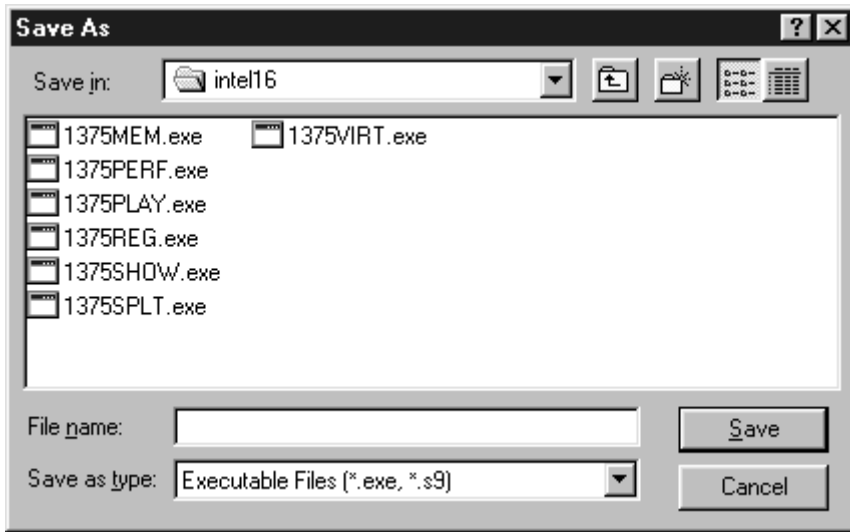 Save As
Save in: intel16
1375MEM.exe 1375VIRT.exe
1375PERF.exe
1375PLAY.exe
1375REG.exe
1375SHOW.exe
1375SPLT.exe
File name: Save
Save as type: Executable Files (*.exe, *.s9) Cancel